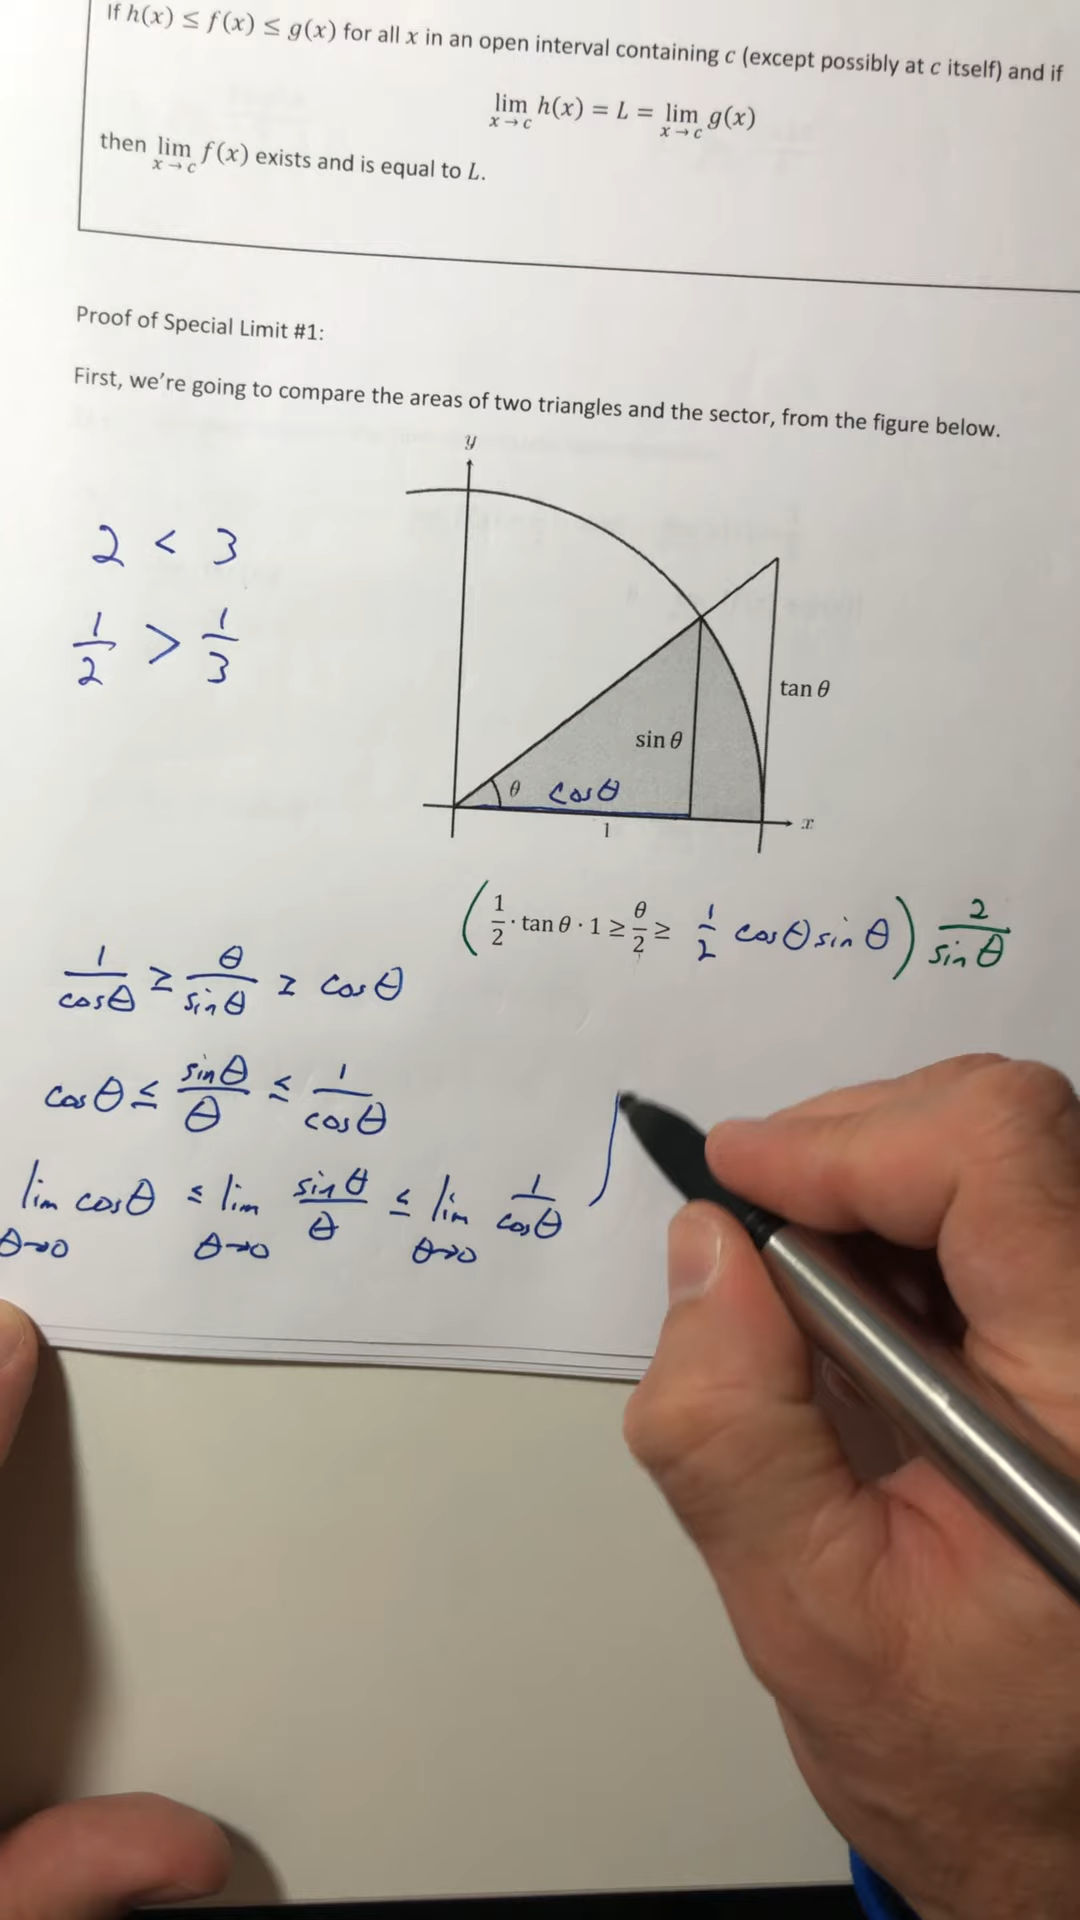 If h(x) ≤ f(x) ≤ g(x) for all x in an open interval containing c (except possibly at c itself) and if
lim h(x) = L = lim g(x)
x→c x→c
then lim f(x) exists and is equal to L.
x→c
Proof of Special Limit #1:
First, we're going to compare the areas of two triangles and the sector, from the figure below.
y
2 < 3
1/2 > 1/3
tan θ
sin θ
θ cos θ
1
x
(1/2 · tan θ · 1 ≥ θ/2 ≥ 1/2 cos θ sin θ) 2/sin θ
1/cos θ ≥ θ/sin θ ≥ cos θ
cos θ ≤ sin θ/θ ≤ 1/cos θ
lim cos θ ≤ lim sin θ/θ ≤ lim 1/cos θ
θ→0 θ→0 θ→0